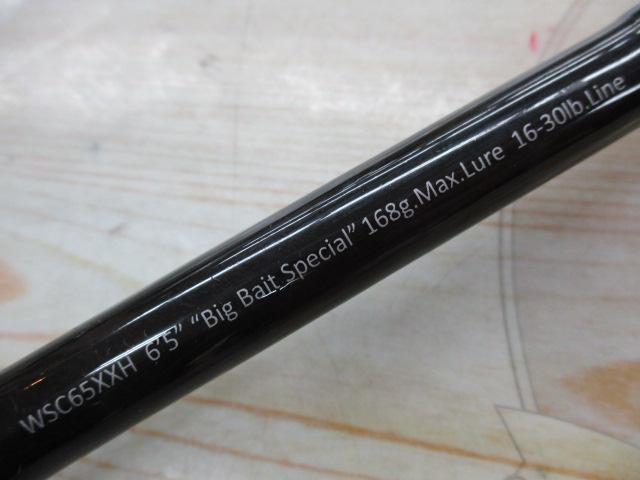 WSC65XXH 6'5" “Big Bait Special” 168g.Max.Lure 16-30lb.Line